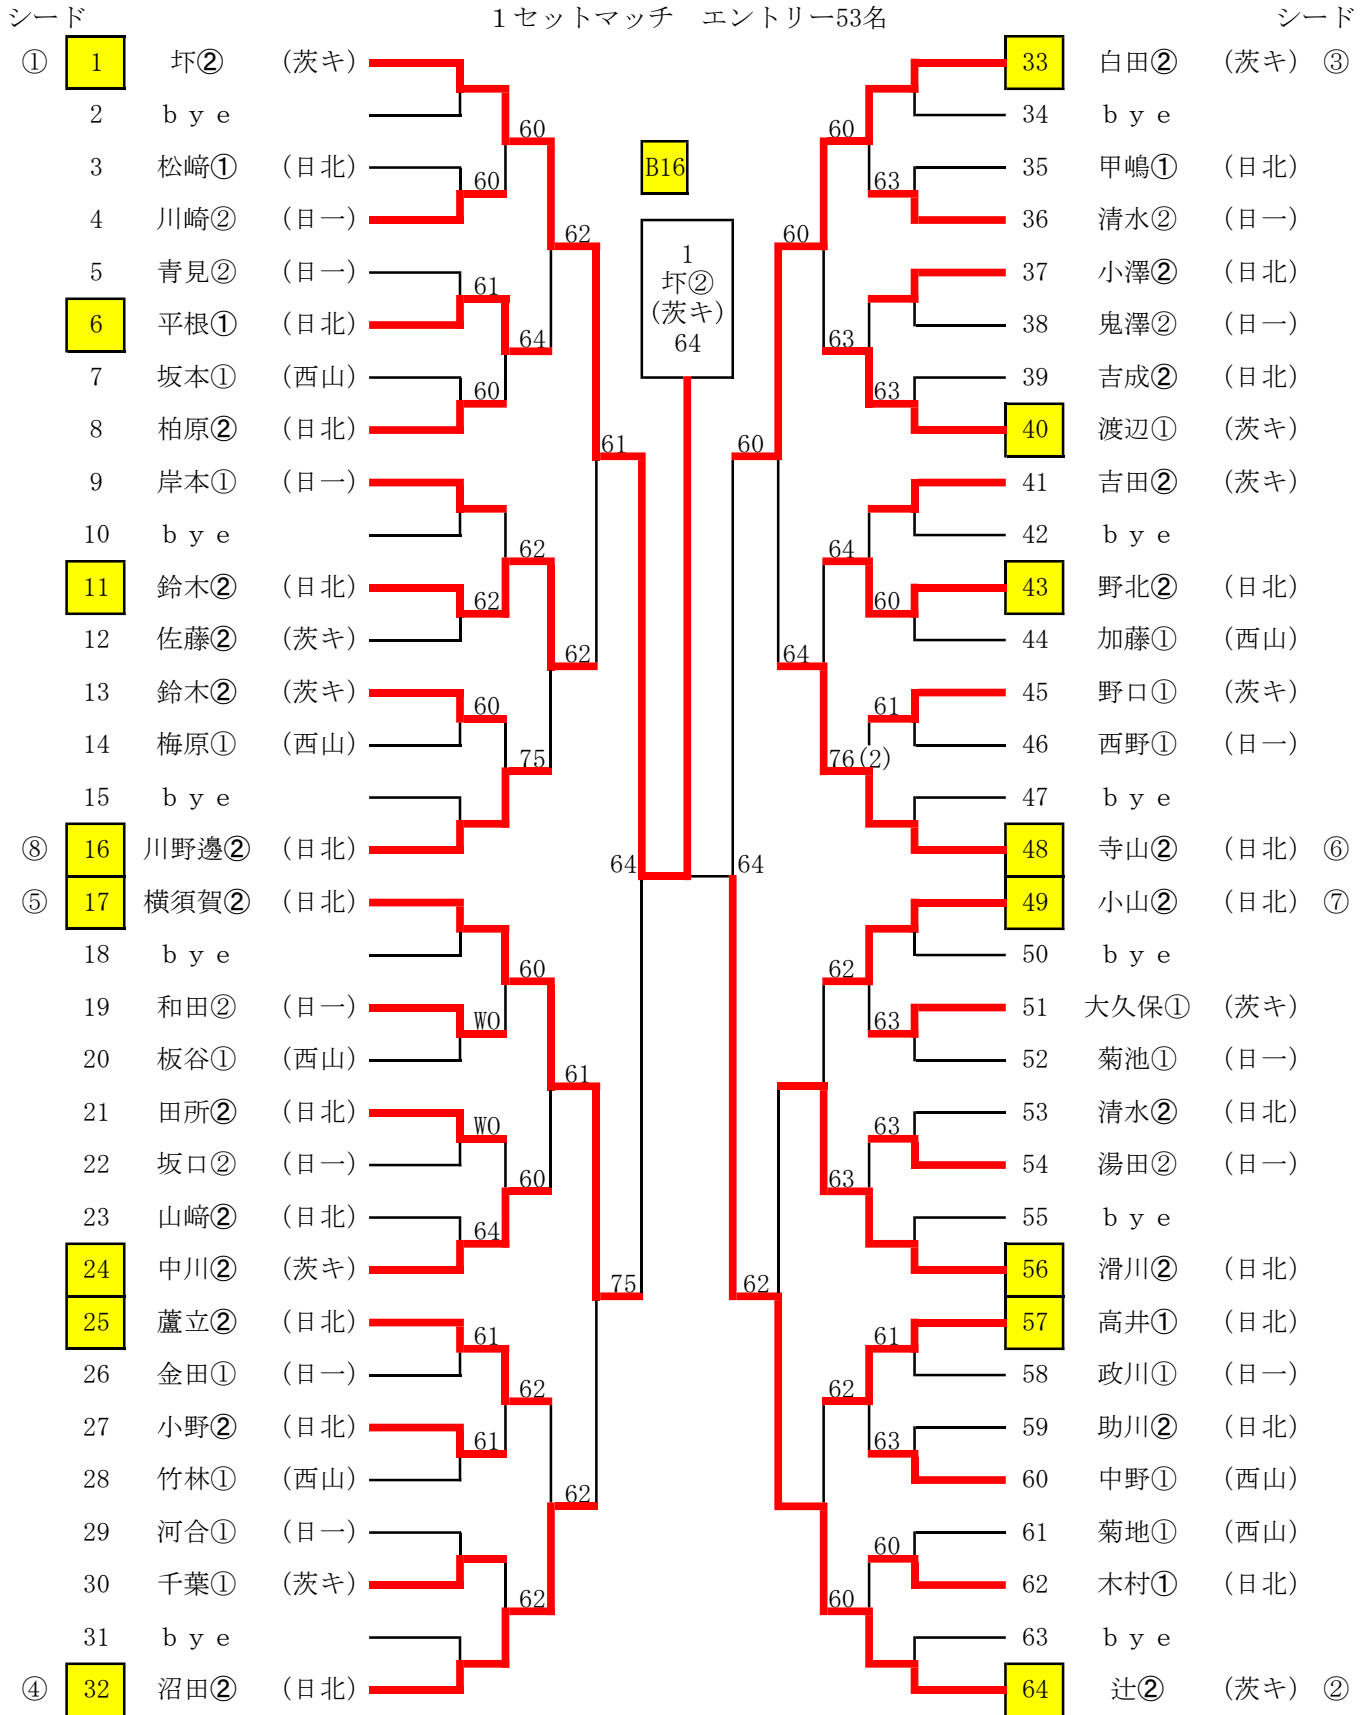 シード １セットマッチ エントリー53名 シード
① 1 圷② (茨キ) 33 白田② (茨キ) ③
2 ｂｙｅ 34 ｂｙｅ
60 60
B16
3 松﨑① (日北) 35 甲嶋① (日北)
60 63
4 川崎② (日一) 36 清水② (日一)
62 60
1
圷②
(茨キ)
64
5 青見② (日一) 37 小澤② (日北)
61
6 平根① (日北) 38 鬼澤② (日一)
64 63
7 坂本① (西山) 39 吉成② (日北)
60 63
8 柏原② (日北) 40 渡辺① (茨キ)
61 60
9 岸本① (日一) 41 吉田② (茨キ)
10 ｂｙｅ 42 ｂｙｅ
62 64
11 鈴木② (日北) 43 野北② (日北)
62 60
12 佐藤② (茨キ) 44 加藤① (西山)
62 64
13 鈴木② (茨キ) 45 野口① (茨キ)
60 61
14 梅原① (西山) 46 西野① (日一)
75 76(2)
15 ｂｙｅ 47 ｂｙｅ
⑧ 16 川野邊② (日北) 48 寺山② (日北) ⑥
64 64
⑤ 17 横須賀② (日北) 49 小山② (日北) ⑦
18 ｂｙｅ 50 ｂｙｅ
60 62
19 和田② (日一) 51 大久保① (茨キ)
WO 63
20 板谷① (西山) 52 菊池① (日一)
61
21 田所② (日北) 53 清水② (日北)
WO 63
22 坂口② (日一) 54 湯田② (日一)
60 63
23 山﨑② (日北) 55 ｂｙｅ
64
24 中川② (茨キ) 56 滑川② (日北)
75 62
25 蘆立② (日北) 57 高井① (日北)
61 61
26 金田① (日一) 58 政川① (日一)
62 62
27 小野② (日北) 59 助川② (日北)
61 63
28 竹林① (西山) 60 中野① (西山)
62
29 河合① (日一) 61 菊地① (西山)
60
30 千葉① (茨キ) 62 木村① (日北)
62 60
31 ｂｙｅ 63 ｂｙｅ
④ 32 沼田② (日北) 64 辻② (茨キ) ②